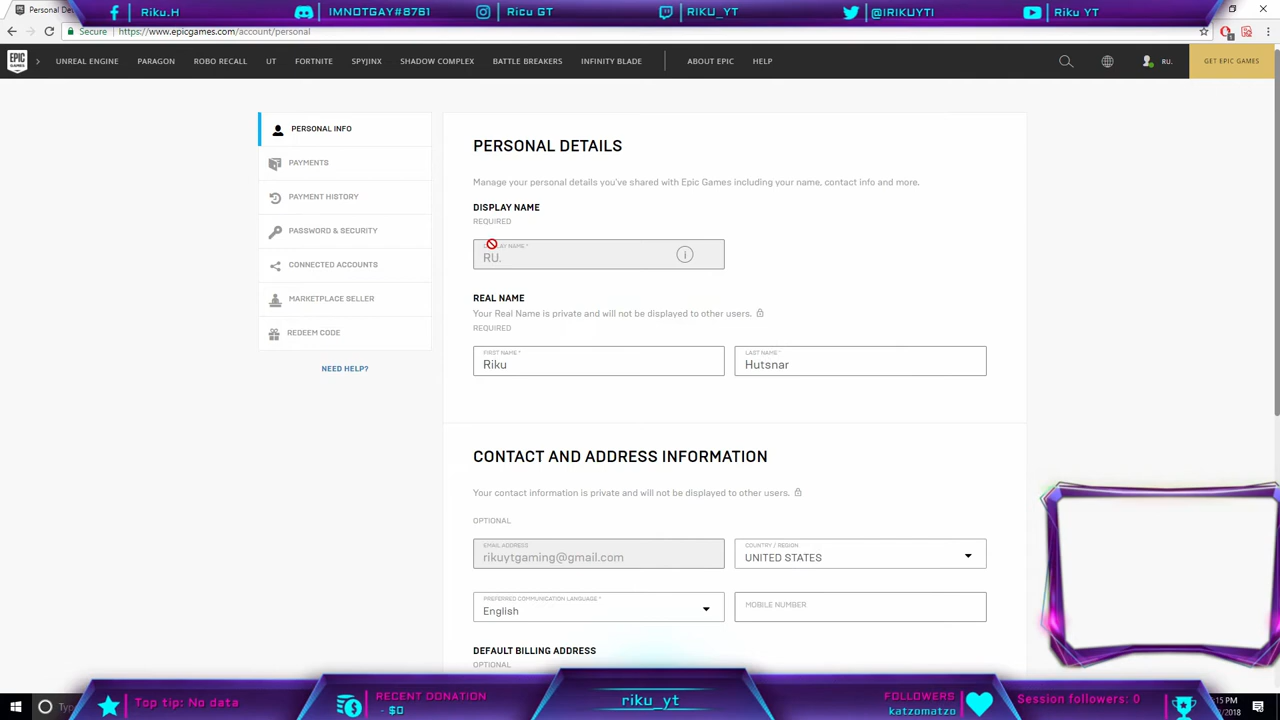 Riku.H
IMNOTGAY#8761
Ricu GT
RIKU_YT
@IRIKUYTI
Riku YT
Personal
Secure
https://www.epicgames.com/account/personal
EPIC GAMES
UNREAL ENGINE
PARAGON
ROBO RECALL
UT
FORTNITE
SPYJINX
SHADOW COMPLEX
BATTLE BREAKERS
INFINITY BLADE
ABOUT EPIC
HELP
RU.
GET EPIC GAMES
PERSONAL INFO
PAYMENTS
PAYMENT HISTORY
PASSWORD & SECURITY
CONNECTED ACCOUNTS
MARKETPLACE SELLER
REDEEM CODE
NEED HELP?
PERSONAL DETAILS
Manage your personal details you've shared with Epic Games including your name, contact info and more.
DISPLAY NAME
REQUIRED
NAME *
RU.
REAL NAME
Your Real Name is private and will not be displayed to other users.
REQUIRED
FIRST NAME *
Riku
LAST NAME *
Hutsnar
CONTACT AND ADDRESS INFORMATION
Your contact information is private and will not be displayed to other users.
OPTIONAL
EMAIL ADDRESS
rikuytgaming@gmail.com
COUNTRY / REGION
UNITED STATES
PREFERRED COMMUNICATION LANGUAGE *
English
MOBILE NUMBER
DEFAULT BILLING ADDRESS
OPTIONAL
Top tip: No data
RECENT DONATION
- $0
riku_yt
FOLLOWERS
katzomatzo
Session followers: 0